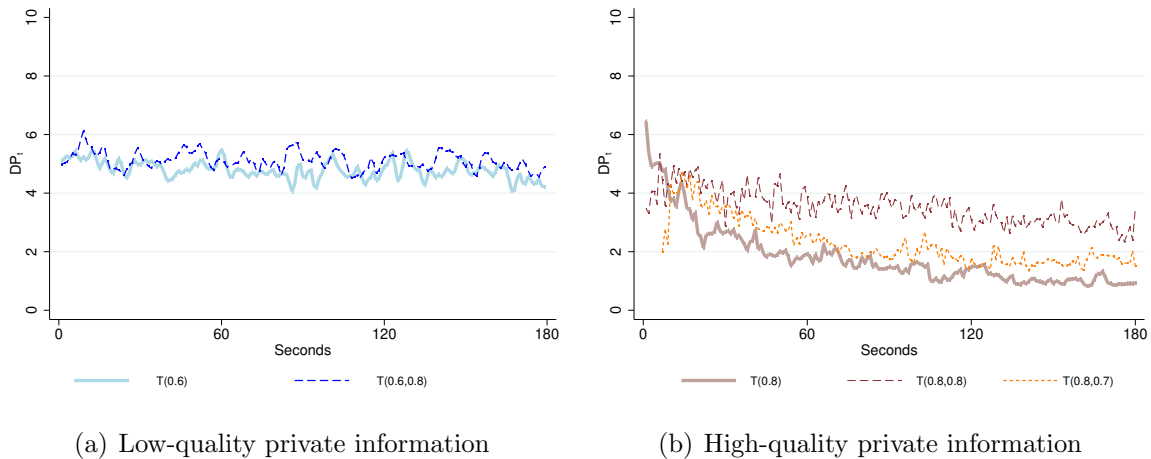 10
8
6
4
2
0
DPt
0 60 120 180
Seconds
T(0.6) T(0.6,0.8)
(a) Low-quality private information
10
8
6
4
2
0
DPt
0 60 120 180
Seconds
T(0.8) T(0.8,0.8) T(0.8,0.7)
(b) High-quality private information